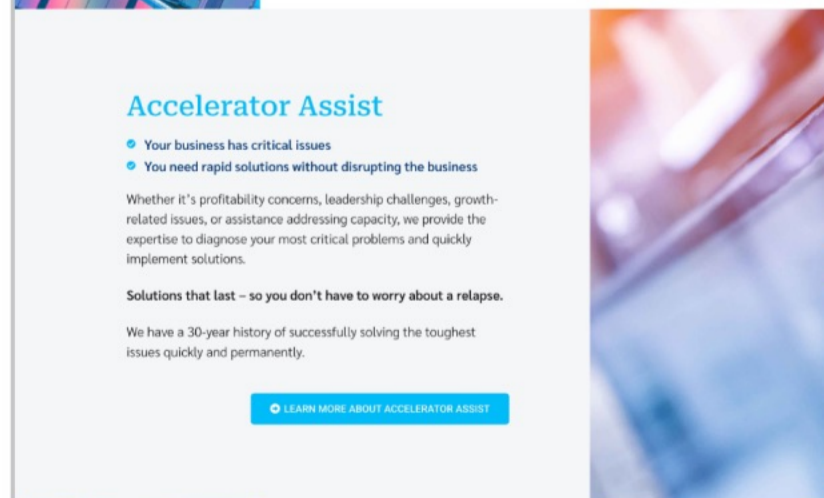 Accelerator Assist
Your business has critical issues
You need rapid solutions without disrupting the business
Whether it's profitability concerns, leadership challenges, growth-
related issues, or assistance addressing capacity, we provide the
expertise to diagnose your most critical problems and quickly
implement solutions.
Solutions that last – so you don't have to worry about a relapse.
We have a 30-year history of successfully solving the toughest
issues quickly and permanently.
LEARN MORE ABOUT ACCELERATOR ASSIST